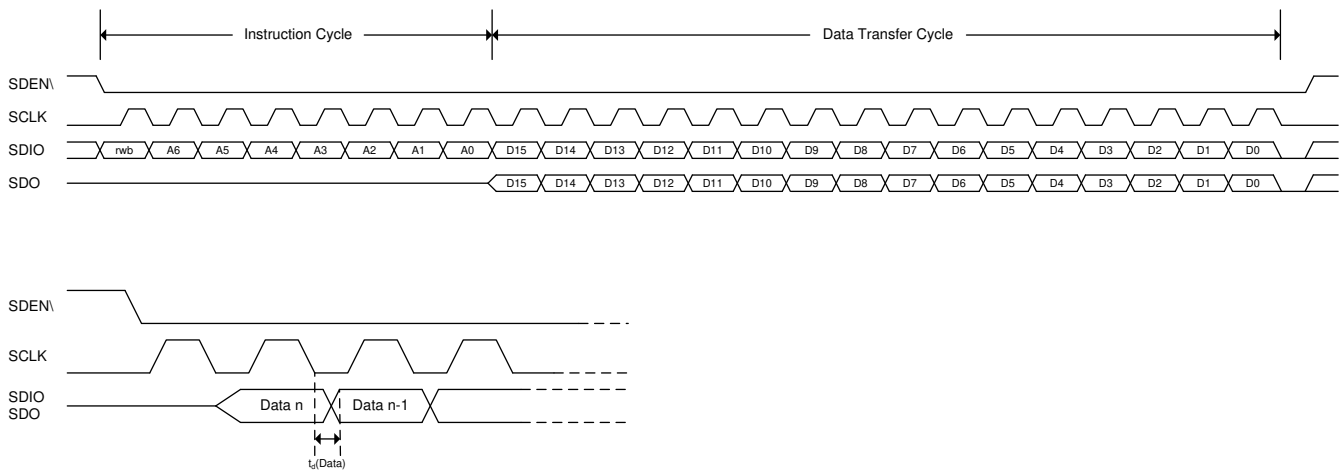 Instruction Cycle Data Transfer Cycle
SDEN\
SCLK
SDIO rwb A6 A5 A4 A3 A2 A1 A0 D15 D14 D13 D12 D11 D10 D9 D8 D7 D6 D5 D4 D3 D2 D1 D0
SDO D15 D14 D13 D12 D11 D10 D9 D8 D7 D6 D5 D4 D3 D2 D1 D0
SDEN\
SCLK
SDIO
SDO
Data n Data n-1
td(Data)